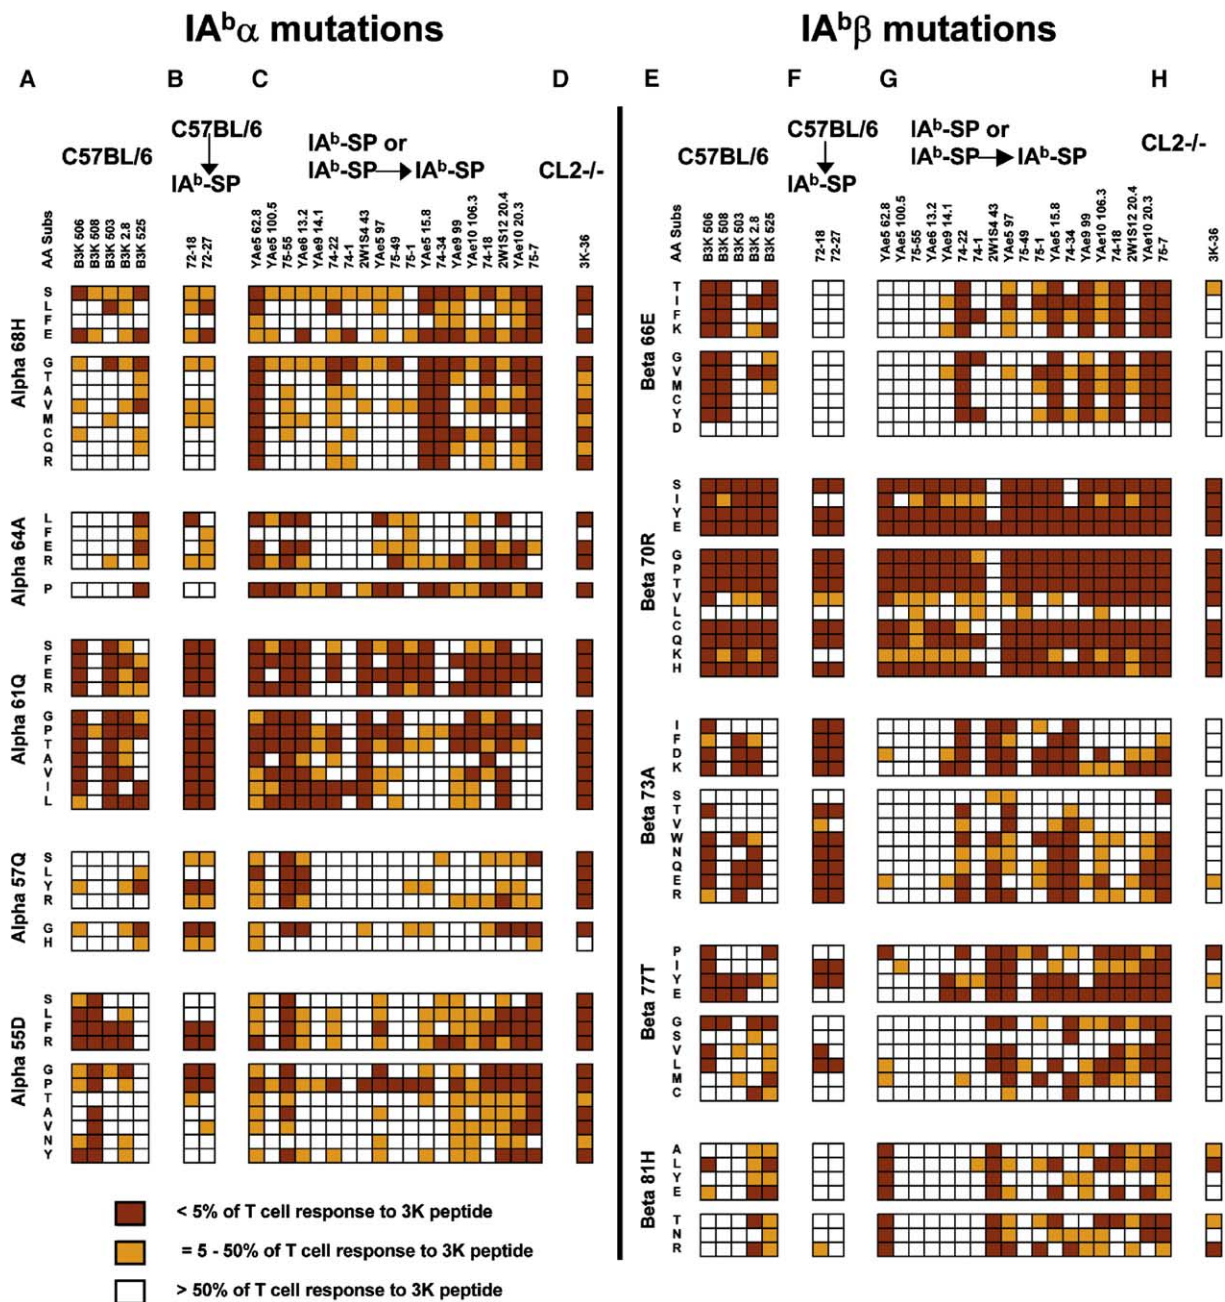 IAᵇα mutations
IAᵇβ mutations
A B C D E F G H
C57BL/6
C57BL/6
IAᵇ-SP
IAᵇ-SP or
IAᵇ-SP → IAᵇ-SP
CL2-/-
C57BL/6
C57BL/6
IAᵇ-SP
IAᵇ-SP or
IAᵇ-SP → IAᵇ-SP
CL2-/-
AA Subs
B3K 506
B3K 508
B3K 603
B3K 2.8
B3K 525
72-18
72-27
YAe5 62.8
YAe5 100.5
75-55
YAe6 13.2
YAe9 14.1
74-22
74-1
2W1S4 43
YAe5 97
75-49
75-1
YAe5 15.8
74-34
YAe9 99
YAe10 106.3
74-18
2W1S12 20.4
YAe10 20.3
75-7
3K-36
AA Subs
B3K 506
B3K 508
B3K 503
B3K 2.8
B3K 525
72-18
72-27
YAe5 62.8
YAe5 100.5
75-55
YAe6 13.2
YAe9 14.1
74-22
74-1
2W1S4 43
YAe5 97
75-49
75-1
YAe5 15.8
74-34
YAe9 99
YAe10 106.3
74-18
2W1S12 20.4
YAe10 20.3
75-7
3K-36
Alpha 68H
S
L
F
E
G
T
A
V
M
C
Q
R
Alpha 64A
L
F
E
R
P
Alpha 61Q
S
F
E
R
G
P
T
A
V
I
L
Alpha 57Q
S
L
Y
R
G
H
Alpha 55D
S
L
F
R
G
P
T
A
V
N
Y
Beta 66E
T
I
F
K
G
V
M
C
Y
D
Beta 70R
S
I
Y
E
G
P
T
V
L
C
Q
K
H
Beta 73A
I
F
D
K
S
T
V
W
N
Q
E
R
Beta 77T
P
I
Y
E
G
S
V
L
M
C
Beta 81H
A
L
Y
E
T
N
R
< 5% of T cell response to 3K peptide
= 5 - 50% of T cell response to 3K peptide
> 50% of T cell response to 3K peptide